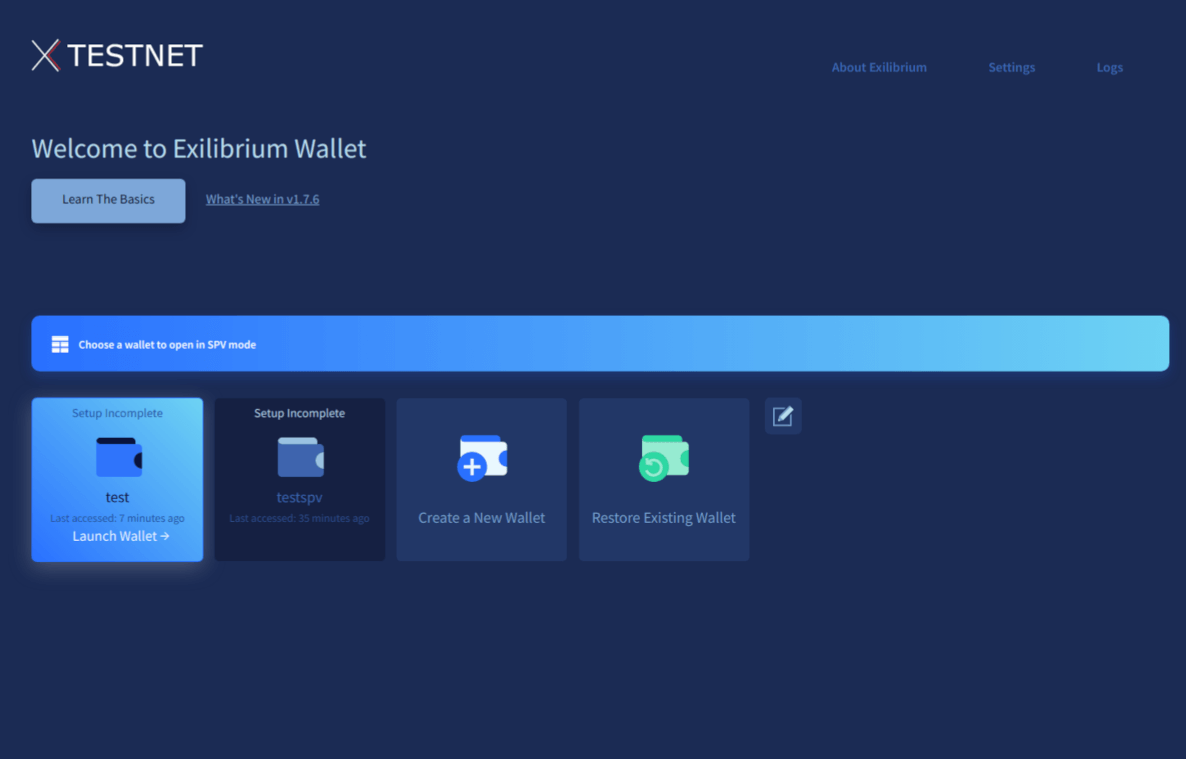 TESTNET
About Exilibrium
Settings
Logs
Welcome to Exilibrium Wallet
Learn The Basics
What's New in v1.7.6
Choose a wallet to open in SPV mode
Setup Incomplete
test
Last accessed: 7 minutes ago
Launch Wallet →
Setup Incomplete
testspv
Last accessed: 35 minutes ago
Create a New Wallet
Restore Existing Wallet